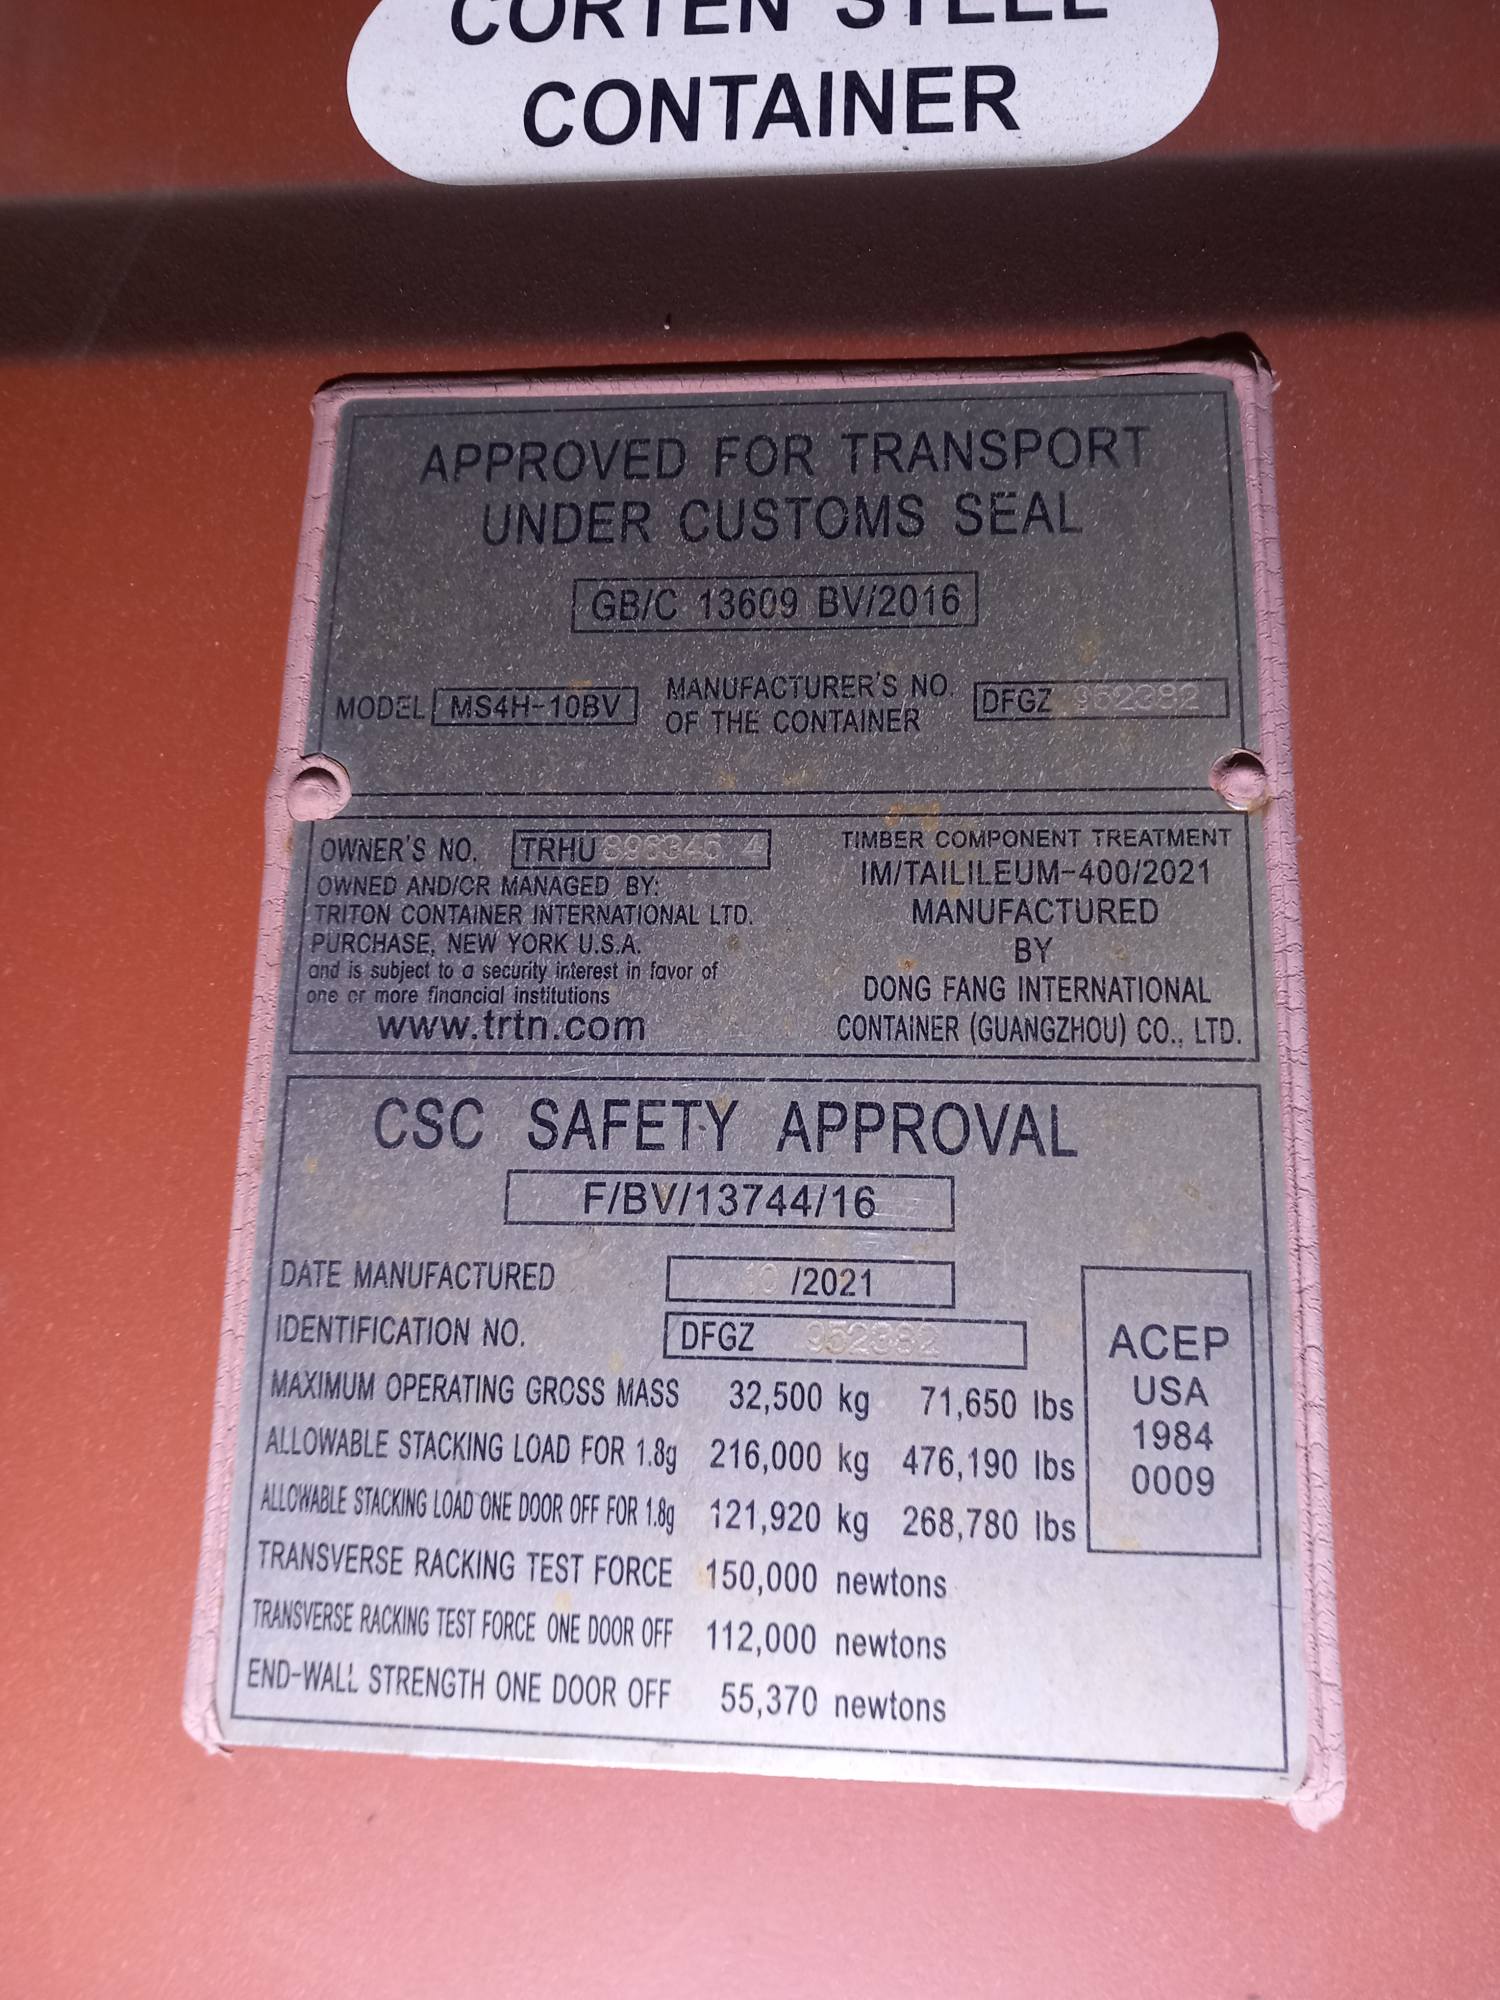 CORTEN STEEL
CONTAINER
APPROVED FOR TRANSPORT
UNDER CUSTOMS SEAL
GB/C 13609 BV/2016
MODEL MS4H-10BV MANUFACTURER'S NO. OF THE CONTAINER DFGZ 952382
OWNER'S NO. TRHU 896345 4
OWNED AND/OR MANAGED BY:
TRITON CONTAINER INTERNATIONAL LTD.
PURCHASE, NEW YORK U.S.A.
and is subject to a security interest in favor of
one or more financial institutions
www.trtn.com
TIMBER COMPONENT TREATMENT
IM/TAILILEUM-400/2021
MANUFACTURED
BY
DONG FANG INTERNATIONAL
CONTAINER (GUANGZHOU) CO., LTD.
CSC SAFETY APPROVAL
F/BV/13744/16
DATE MANUFACTURED 10 /2021
IDENTIFICATION NO. DFGZ 952382
MAXIMUM OPERATING GROSS MASS 32,500 kg 71,650 lbs
ALLOWABLE STACKING LOAD FOR 1.8g 216,000 kg 476,190 lbs
ALLOWABLE STACKING LOAD ONE DOOR OFF FOR 1.8g 121,920 kg 268,780 lbs
TRANSVERSE RACKING TEST FORCE 150,000 newtons
TRANSVERSE RACKING TEST FORCE ONE DOOR OFF 112,000 newtons
END-WALL STRENGTH ONE DOOR OFF 55,370 newtons
ACEP
USA
1984
0009